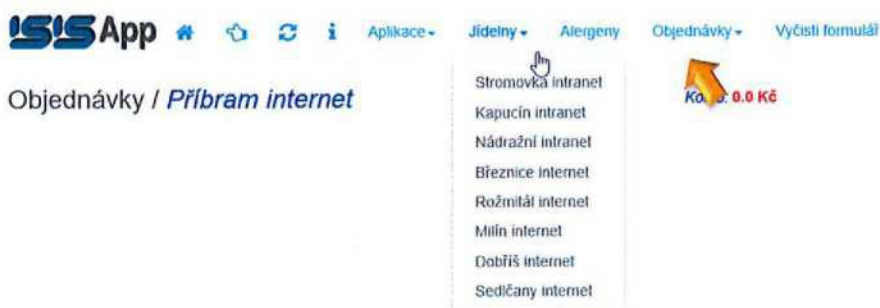 ISIS App Aplikace Jídelny Alergeny Objednávky Vyčisti formulář
Objednávky / Příbram internet
0.0 Kč
Stromovka intranet
Kapucín intranet
Nádražní intranet
Březnice internet
Rožmitál internet
Milín internet
Dobříš internet
Sedlčany internet